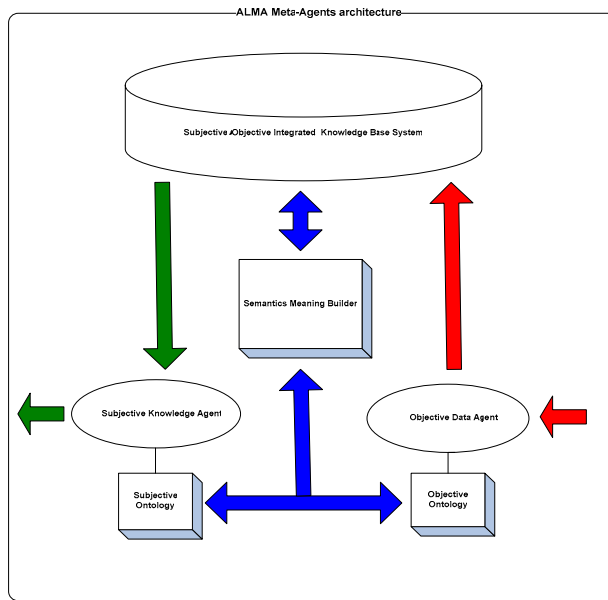 ALMA Meta-Agents architecture
Subjective /Objective Integrated Knowledge Base System
Semantics Meaning Builder
Subjective Knowledge Agent
Objective Data Agent
Subjective
Ontology
Objective
Ontology